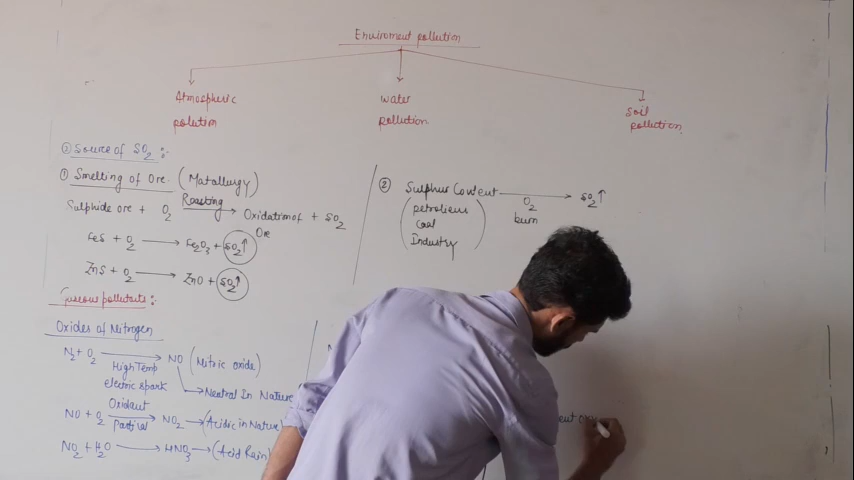 Enviroment pollution
Atmospheric
pollution
water
pollution
soil
pollution
② Source of SO2 :-
① Smelting of Ore (Matallurgy)
Sulphide ore + O2 Roasting → Oxidation of Ore + SO2
FeS + O2 → Fe2O3 + SO2↑
ZnS + O2 → ZnO + SO2↑
Gaseous pollutants :-
Oxides of Nitrogen
N2 + O2 → NO (Nitric oxide)
High Temp
electric spark
Neutral In Nature
NO + O2 Oxidant → NO2 → (Acidic in Nature
Partical
NO2 + H2O → HNO3 → (Acid Rain)
② Sulphur Content → SO2↑
O2
burn
(petroleum
Coal
Industry)